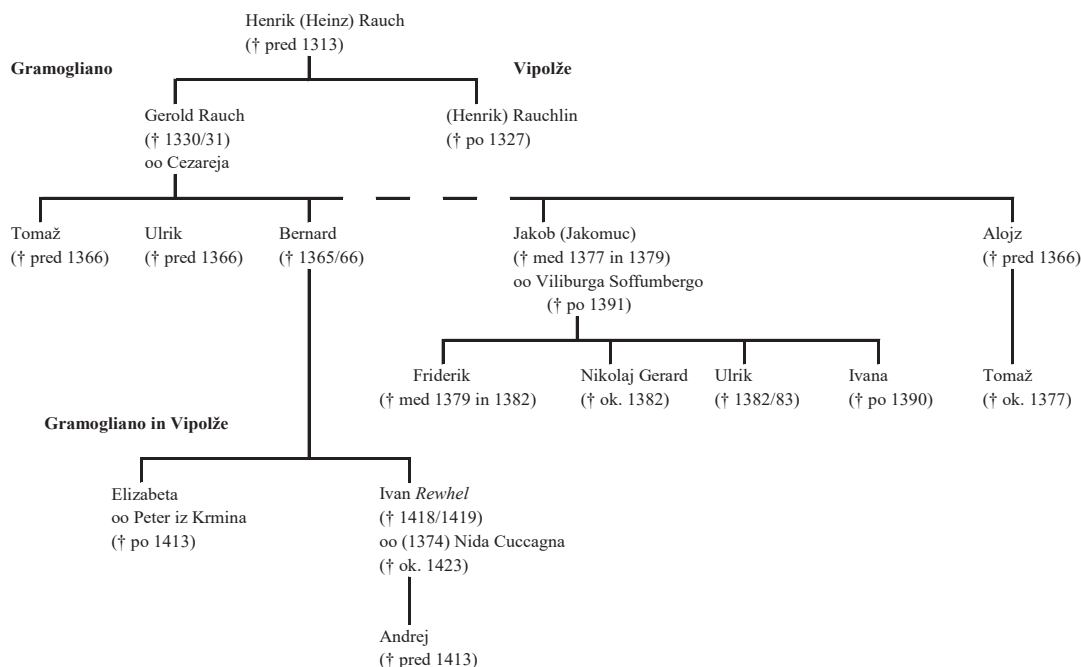 Henrik (Heinz) Rauch
(† pred 1313)
Gramogliano
Vipolže
Gerold Rauch
(† 1330/31)
oo Cezareja
(Henrik) Rauchlin
(† po 1327)
Tomaž
(† pred 1366)
Ulrik
(† pred 1366)
Bernard
(† 1365/66)
Jakob (Jakomuc)
(† med 1377 in 1379)
oo Viliburga Soffumbergo
(† po 1391)
Alojz
(† pred 1366)
Friderik
(† med 1379 in 1382)
Nikolaj Gerard
(† ok. 1382)
Ulrik
(† 1382/83)
Ivana
(† po 1390)
Tomaž
(† ok. 1377)
Gramogliano in Vipolže
Elizabeta
oo Peter iz Krmina
(† po 1413)
Ivan Rewhel
(† 1418/1419)
oo (1374) Nida Cuccagna
(† ok. 1423)
Andrej
(† pred 1413)